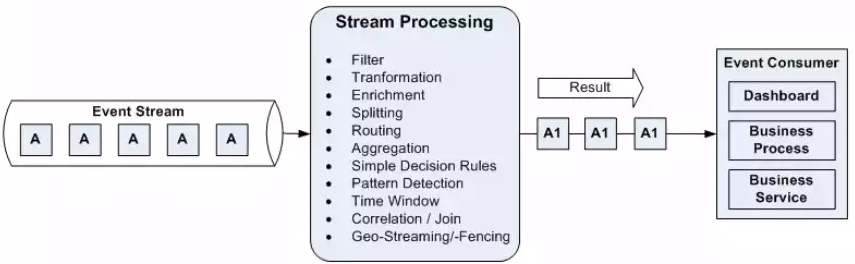 Stream Processing
• Filter
• Tranformation
• Enrichment
• Splitting
• Routing
• Aggregation
• Simple Decision Rules
• Pattern Detection
• Time Window
• Correlation / Join
• Geo-Streaming/-Fencing
Event Stream
A A A A A
Result
A1 A1 A1
Event Consumer
Dashboard
Business
Process
Business
Service